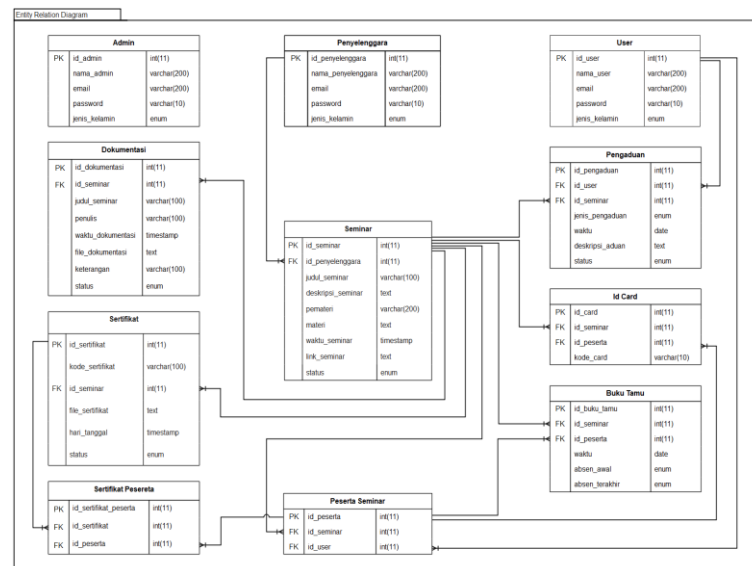 Entity Relation Diagram
Admin
PK id_admin int(11)
nama_admin varchar(200)
email varchar(200)
password varchar(10)
jenis_kelamin enum
Penyelenggara
PK id_penyelenggara int(11)
nama_penyelenggara varchar(200)
email varchar(200)
password varchar(10)
jenis_kelamin enum
User
PK id_user int(11)
nama_user varchar(200)
email varchar(200)
password varchar(10)
jenis_kelamin enum
Dokumentasi
PK id_dokumentasi int(11)
FK id_seminar int(11)
judul_seminar varchar(100)
penulis varchar(100)
waktu_dokumentasi timestamp
file_dokumentasi text
keterangan varchar(100)
status enum
Pengaduan
PK id_pengaduan int(11)
FK id_user int(11)
FK id_seminar int(11)
jenis_pengaduan enum
waktu date
deskripsi_aduan text
status enum
Seminar
PK id_seminar int(11)
FK id_penyelenggara int(11)
judul_seminar varchar(100)
deskripsi_seminar text
pemateri varchar(200)
materi text
waktu_seminar timestamp
link_seminar text
status enum
Id Card
PK id_card int(11)
FK id_seminar int(11)
FK id_peserta int(11)
kode_card varchar(10)
Sertifikat
PK id_sertifikat int(11)
kode_sertifikat varchar(100)
FK id_seminar int(11)
file_sertifikat text
hari_tanggal timestamp
status enum
Buku Tamu
PK id_buku_tamu int(11)
FK id_seminar int(11)
FK id_peserta int(11)
waktu date
absen_awal enum
absen_terakhir enum
Sertifikat Pesereta
PK id_sertifikat_peserta int(11)
FK id_sertifikat int(11)
FK id_peserta int(11)
Peserta Seminar
PK id_peserta int(11)
FK id_seminar int(11)
FK id_user int(11)